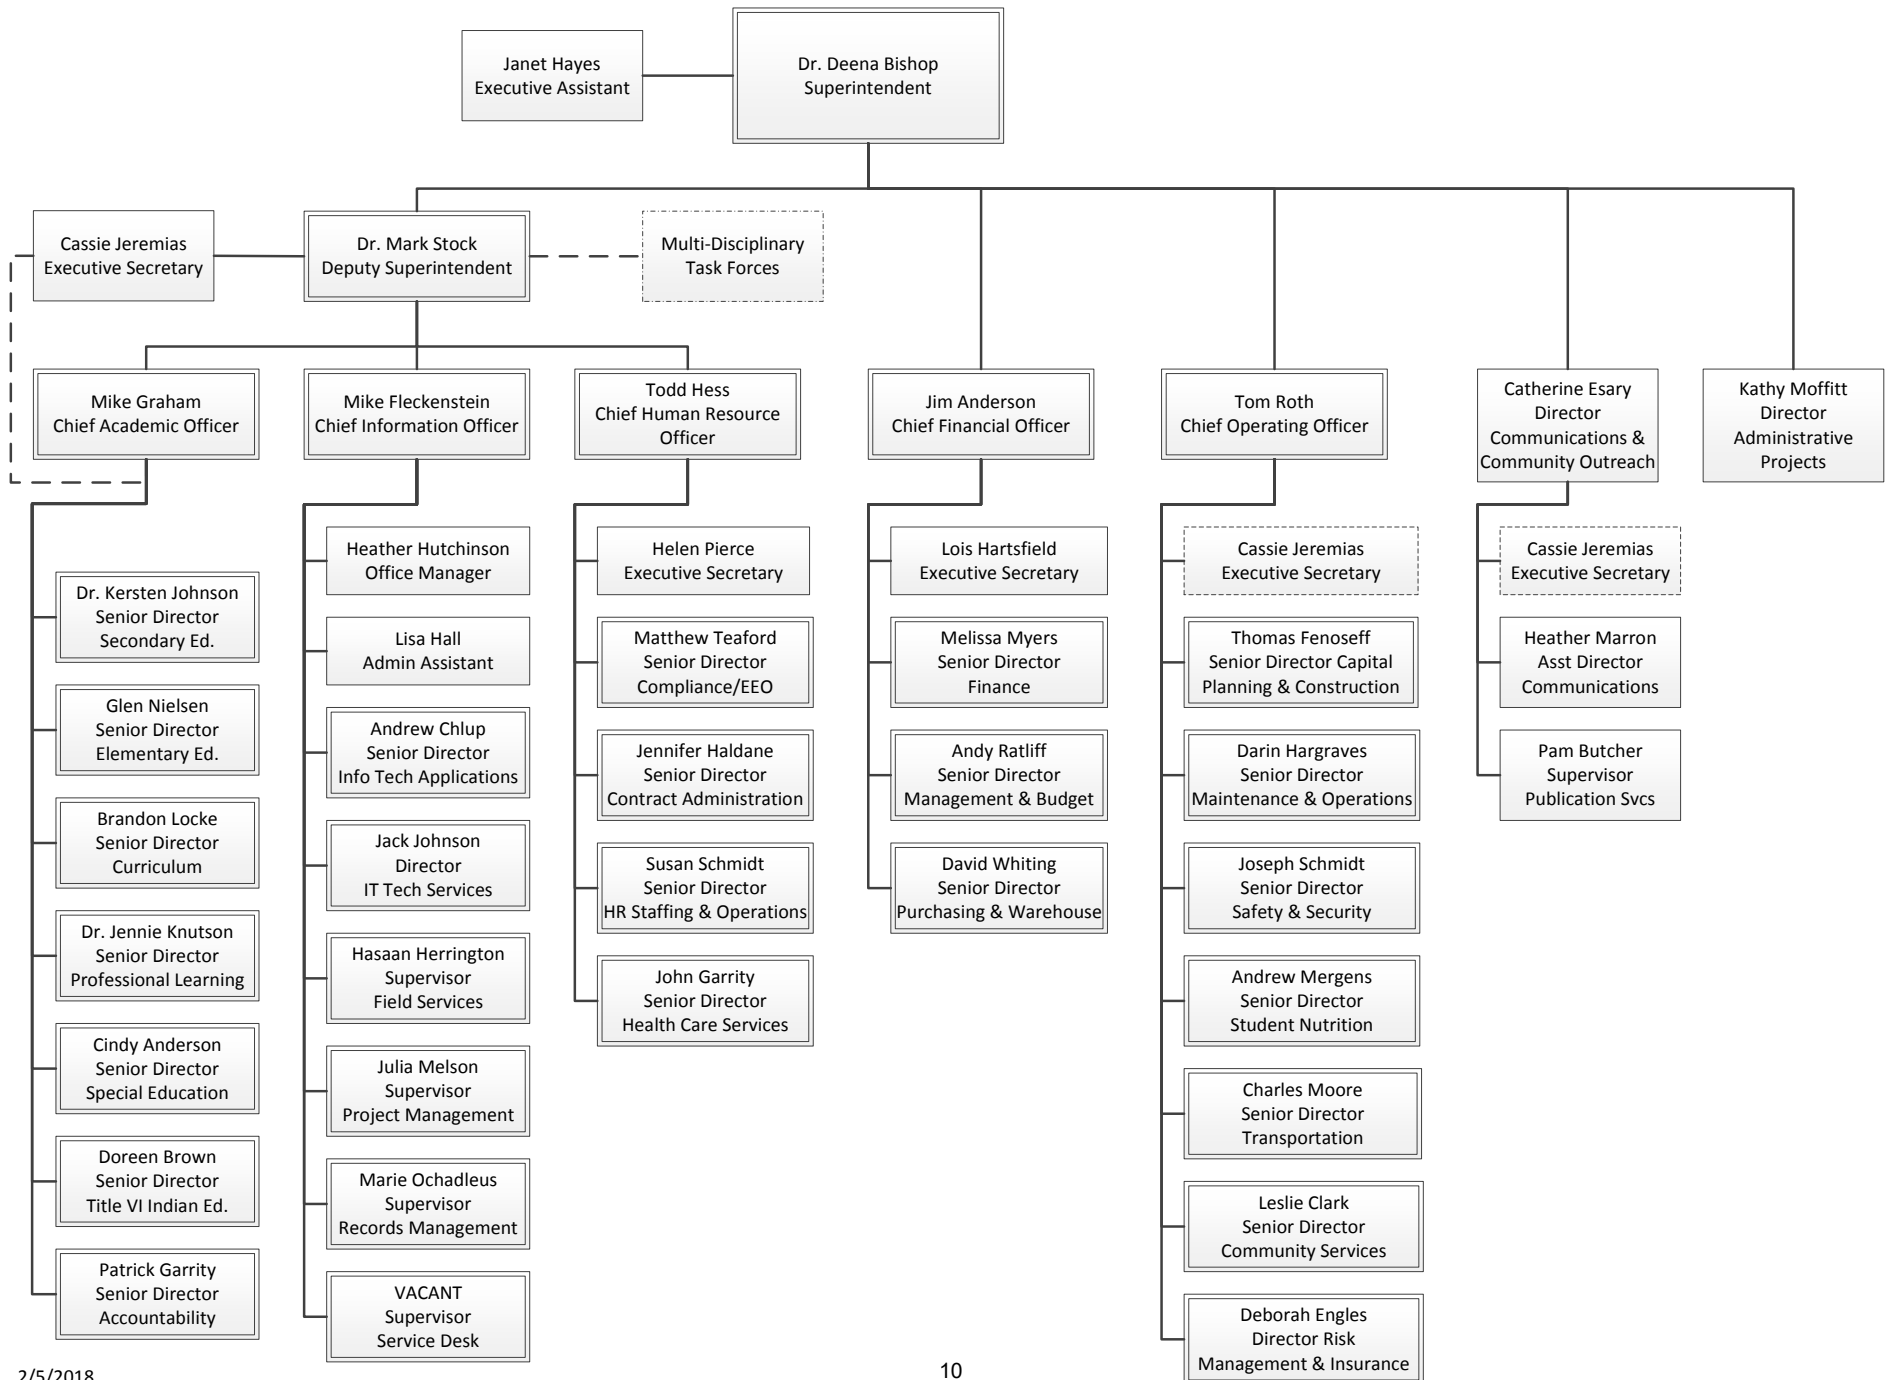 Janet Hayes
Executive Assistant
Dr. Deena Bishop
Superintendent
Cassie Jeremias
Executive Secretary
Dr. Mark Stock
Deputy Superintendent
Multi-Disciplinary
Task Forces
Mike Graham
Chief Academic Officer
Mike Fleckenstein
Chief Information Officer
Todd Hess
Chief Human Resource
Officer
Jim Anderson
Chief Financial Officer
Tom Roth
Chief Operating Officer
Catherine Esary
Director
Communications &
Community Outreach
Kathy Moffitt
Director
Administrative
Projects
Dr. Kersten Johnson
Senior Director
Secondary Ed.
Glen Nielsen
Senior Director
Elementary Ed.
Brandon Locke
Senior Director
Curriculum
Dr. Jennie Knutson
Senior Director
Professional Learning
Cindy Anderson
Senior Director
Special Education
Doreen Brown
Senior Director
Title VI Indian Ed.
Patrick Garrity
Senior Director
Accountability
Heather Hutchinson
Office Manager
Lisa Hall
Admin Assistant
Andrew Chlup
Senior Director
Info Tech Applications
Jack Johnson
Director
IT Tech Services
Hasaan Herrington
Supervisor
Field Services
Julia Melson
Supervisor
Project Management
Marie Ochadleus
Supervisor
Records Management
VACANT
Supervisor
Service Desk
Helen Pierce
Executive Secretary
Matthew Teaford
Senior Director
Compliance/EEO
Jennifer Haldane
Senior Director
Contract Administration
Susan Schmidt
Senior Director
HR Staffing & Operations
John Garrity
Senior Director
Health Care Services
Lois Hartsfield
Executive Secretary
Melissa Myers
Senior Director
Finance
Andy Ratliff
Senior Director
Management & Budget
David Whiting
Senior Director
Purchasing & Warehouse
Cassie Jeremias
Executive Secretary
Thomas Fenoseff
Senior Director Capital
Planning & Construction
Darin Hargraves
Senior Director
Maintenance & Operations
Joseph Schmidt
Senior Director
Safety & Security
Andrew Mergens
Senior Director
Student Nutrition
Charles Moore
Senior Director
Transportation
Leslie Clark
Senior Director
Community Services
Deborah Engles
Director Risk
Management & Insurance
Cassie Jeremias
Executive Secretary
Heather Marron
Asst Director
Communications
Pam Butcher
Supervisor
Publication Svcs
2/5/2018
10